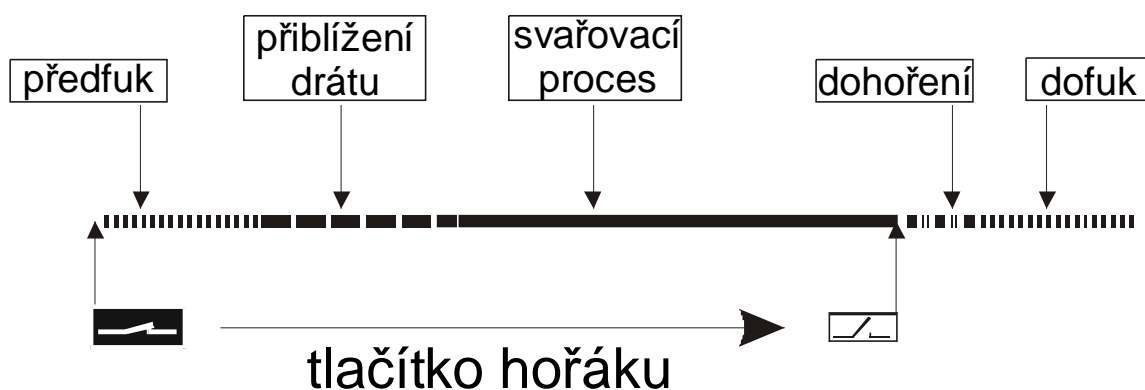 předfuk
přiblížení
drátu
svařovací
proces
dohoření
dofuk
tlačítko hořáku